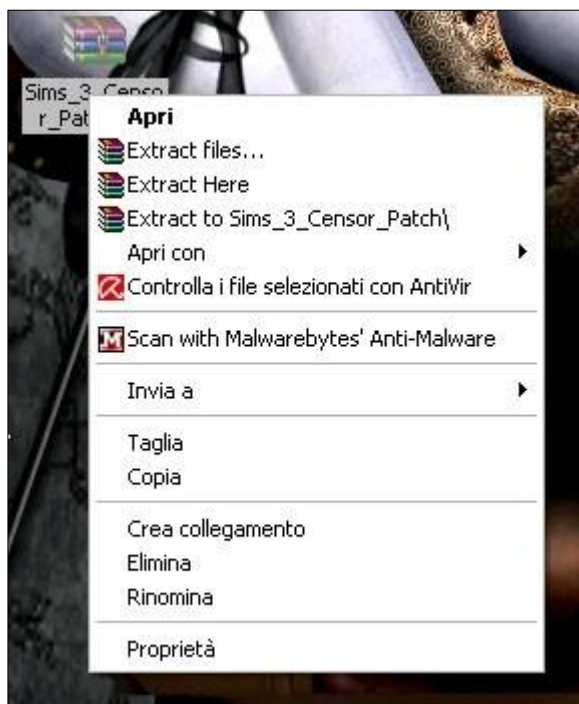 Sims_3_Censo
r_Pat
Apri
Extract files...
Extract Here
Extract to Sims_3_Censor_Patch\
Apri con
Controlla i file selezionati con AntiVir
Scan with Malwarebytes' Anti-Malware
Invia a
Taglia
Copia
Crea collegamento
Elimina
Rinomina
Proprietà